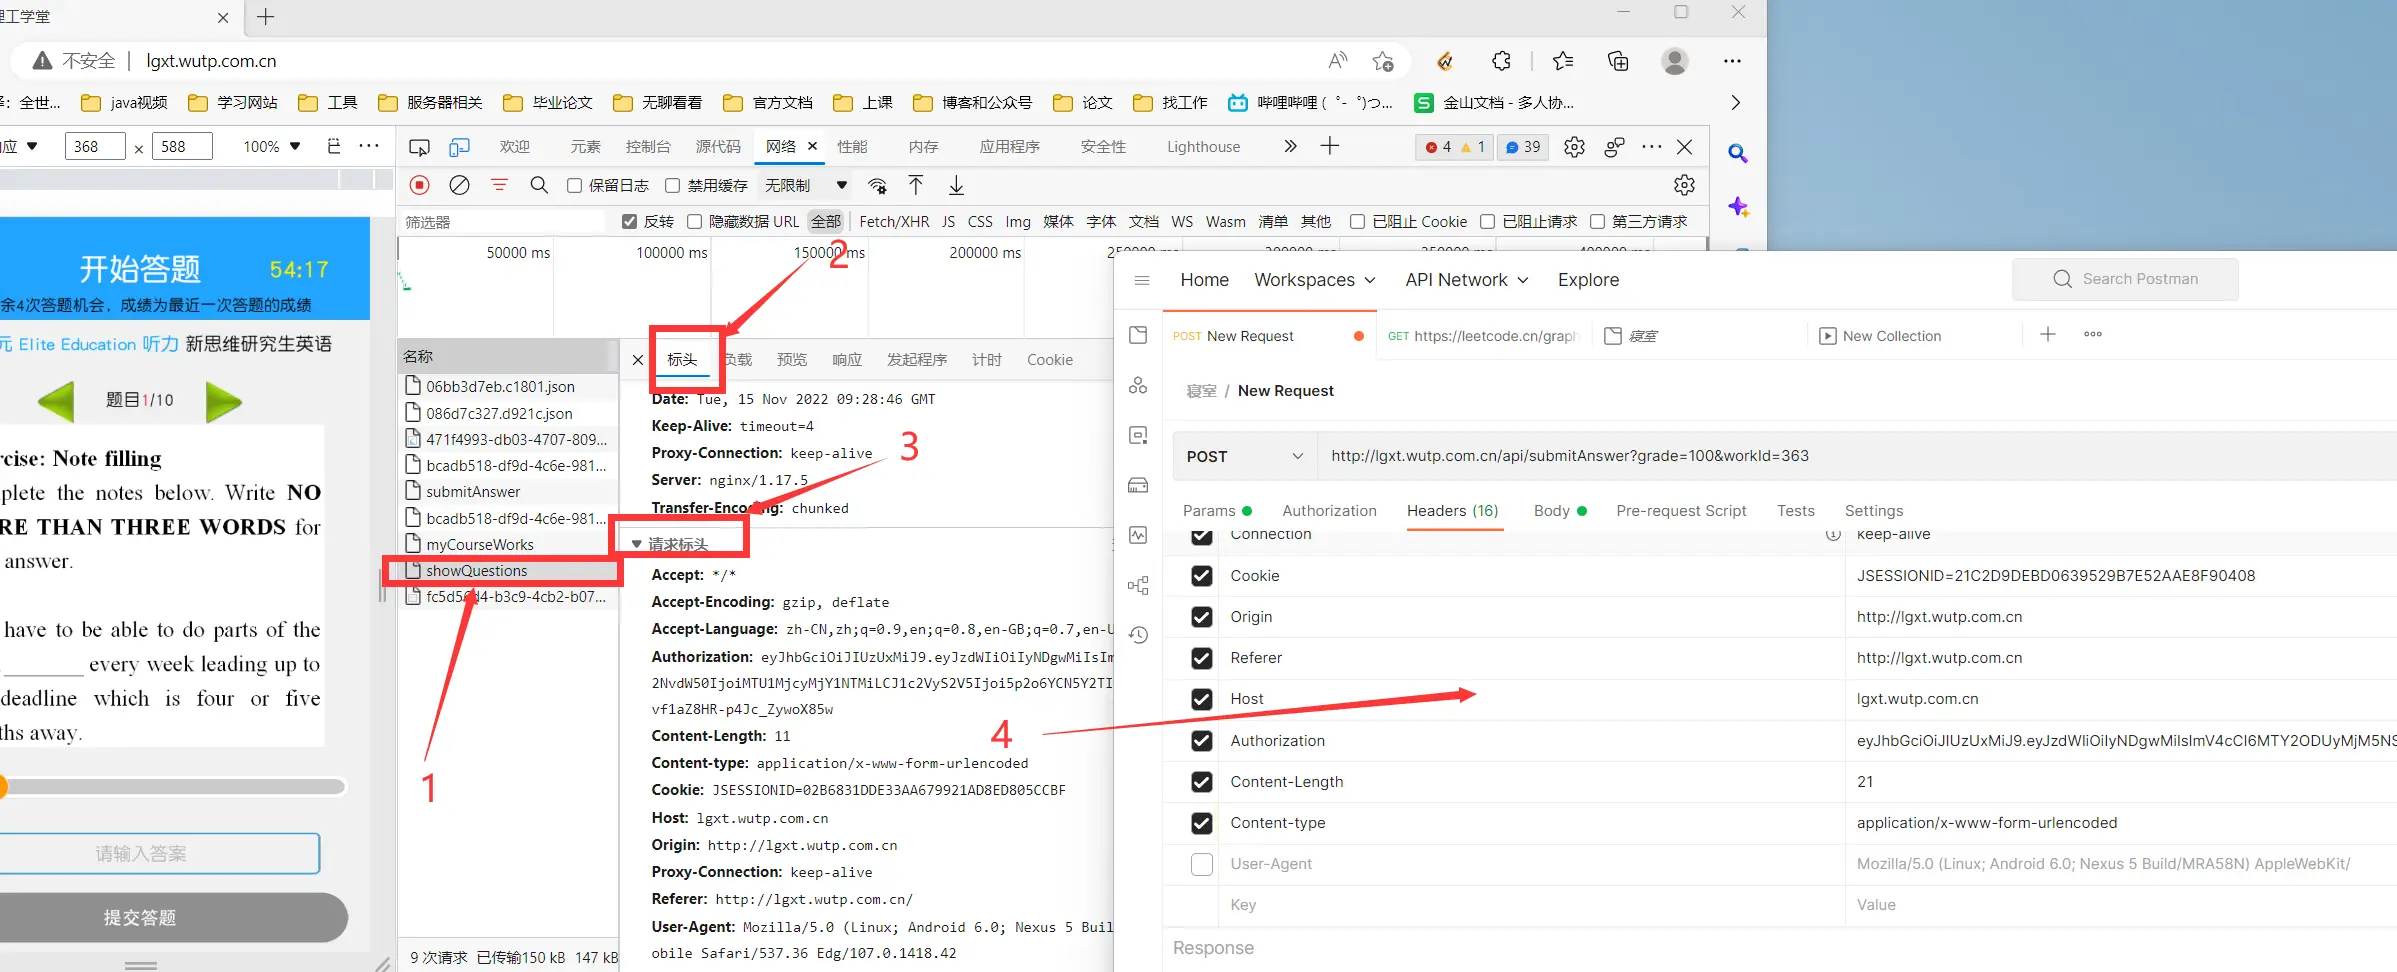 理工学堂
不安全 lgxt.wutp.com.cn
: 全世... java视频 学习网站 工具 服务器相关 毕业论文 无聊看看 官方文档 上课 博客和公众号 论文 找工作 哔哩哔哩 ( ゜- ゜)つ... 金山文档 - 多人协...
应 368 × 588 100%
欢迎 元素 控制台 源代码 网络 性能 内存 应用程序 安全性 Lighthouse 4 1 39
保留日志 禁用缓存 无限制
筛选器 反转 隐藏数据 URL 全部 Fetch/XHR JS CSS Img 媒体 字体 文档 WS Wasm 清单 其他 已阻止 Cookie 已阻止请求 第三方请求
50000 ms 100000 ms 150000 ms 200000 ms
开始答题 54:17
余4次答题机会，成绩为最近一次答题的成绩
元 Elite Education 听力 新思维研究生英语
题目1/10
rcise: Note filling
plete the notes below. Write NO
RE THAN THREE WORDS for
answer.
have to be able to do parts of the
________ every week leading up to
deadline which is four or five
ths away.
请输入答案
提交答题
名称
06bb3d7eb.c1801.json
086d7c327.d921c.json
471f4993-db03-4707-809...
bcadb518-df9d-4c6e-981...
submitAnswer
bcadb518-df9d-4c6e-981...
myCourseWorks
showQuestions
fc5d56d4-b3c9-4cb2-b07...
9 次请求 已传输150 kB 147 kB
标头 负载 预览 响应 发起程序 计时 Cookie
Date: Tue, 15 Nov 2022 09:28:46 GMT
Keep-Alive: timeout=4
Proxy-Connection: keep-alive
Server: nginx/1.17.5
Transfer-Encoding: chunked
请求标头
Accept: */*
Accept-Encoding: gzip, deflate
Accept-Language: zh-CN,zh;q=0.9,en;q=0.8,en-GB;q=0.7,en-U
Authorization: eyJhbGciOiJIUzUxMiJ9.eyJzdWIiOiIyNDgwMiIsIm
2NvdW50IjoiMTU1MjcyMjY1NTMiLCJ1c2VyS2V5Ijoi5p2o6YCN5Y2TI
vf1aZ8HR-p4Jc_ZywoX85w
Content-Length: 11
Content-type: application/x-www-form-urlencoded
Cookie: JSESSIONID=02B6831DDE33AA679921AD8ED805CCBF
Host: lgxt.wutp.com.cn
Origin: http://lgxt.wutp.com.cn
Proxy-Connection: keep-alive
Referer: http://lgxt.wutp.com.cn/
User-Agent: Mozilla/5.0 (Linux; Android 6.0; Nexus 5 Buil
obile Safari/537.36 Edg/107.0.1418.42
1
2
3
4
Home Workspaces API Network Explore Search Postman
POST New Request GET https://leetcode.cn/graph 寝室 New Collection
寝室 / New Request
POST http://lgxt.wutp.com.cn/api/submitAnswer?grade=100&workId=363
Params Authorization Headers (16) Body Pre-request Script Tests Settings
Connection keep-alive
Cookie JSESSIONID=21C2D9DEBD0639529B7E52AAE8F90408
Origin http://lgxt.wutp.com.cn
Referer http://lgxt.wutp.com.cn
Host lgxt.wutp.com.cn
Authorization eyJhbGciOiJIUzUxMiJ9.eyJzdWIiOiIyNDgwMiIsImV4cCI6MTY2ODUyMjM5NS
Content-Length 21
Content-type application/x-www-form-urlencoded
User-Agent Mozilla/5.0 (Linux; Android 6.0; Nexus 5 Build/MRA58N) AppleWebKit/
Key Value
Response